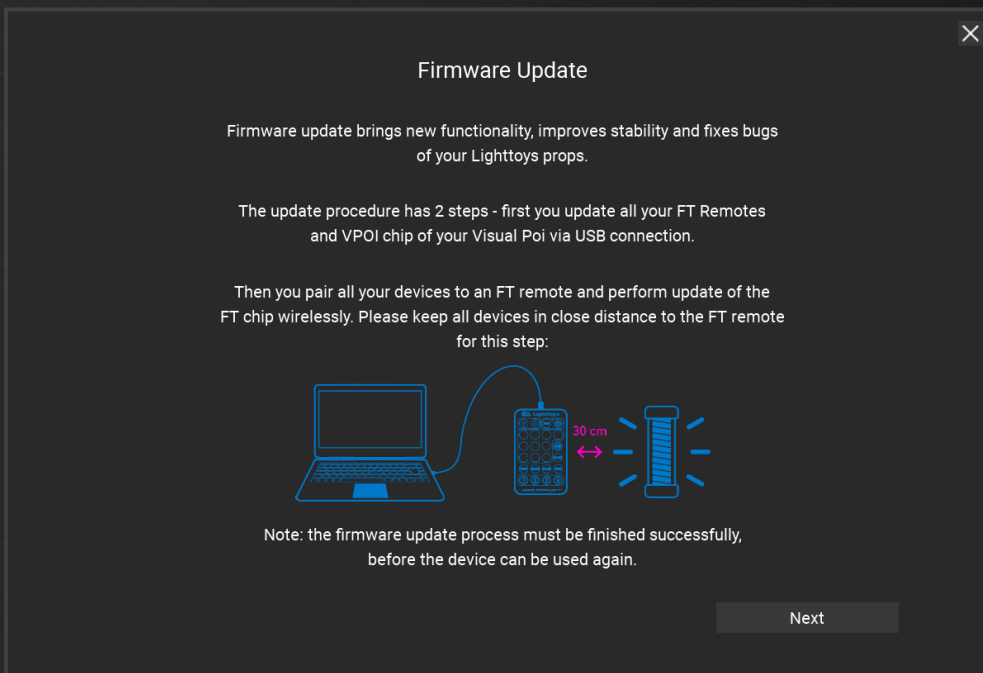 Firmware Update
Firmware update brings new functionality, improves stability and fixes bugs
of your Lighttoys props.
The update procedure has 2 steps - first you update all your FT Remotes
and VPOI chip of your Visual Poi via USB connection.
Then you pair all your devices to an FT remote and perform update of the
FT chip wirelessly. Please keep all devices in close distance to the FT remote
for this step:
Lighttoys
30 cm
Note: the firmware update process must be finished successfully,
before the device can be used again.
Next